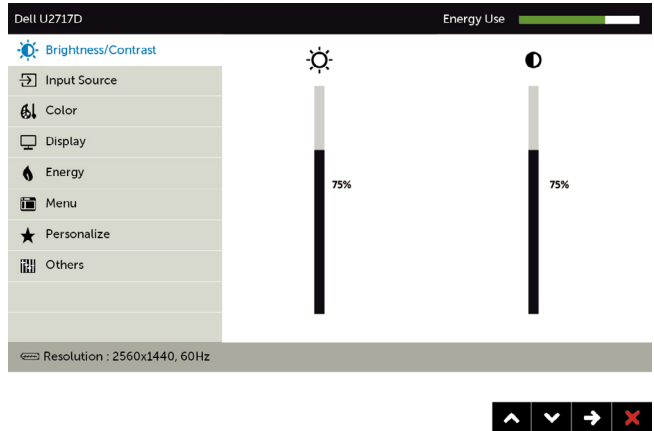 Dell U2717D
Energy Use
Brightness/Contrast
Input Source
Color
Display
Energy
Menu
Personalize
Others
75%
75%
Resolution : 2560x1440, 60Hz